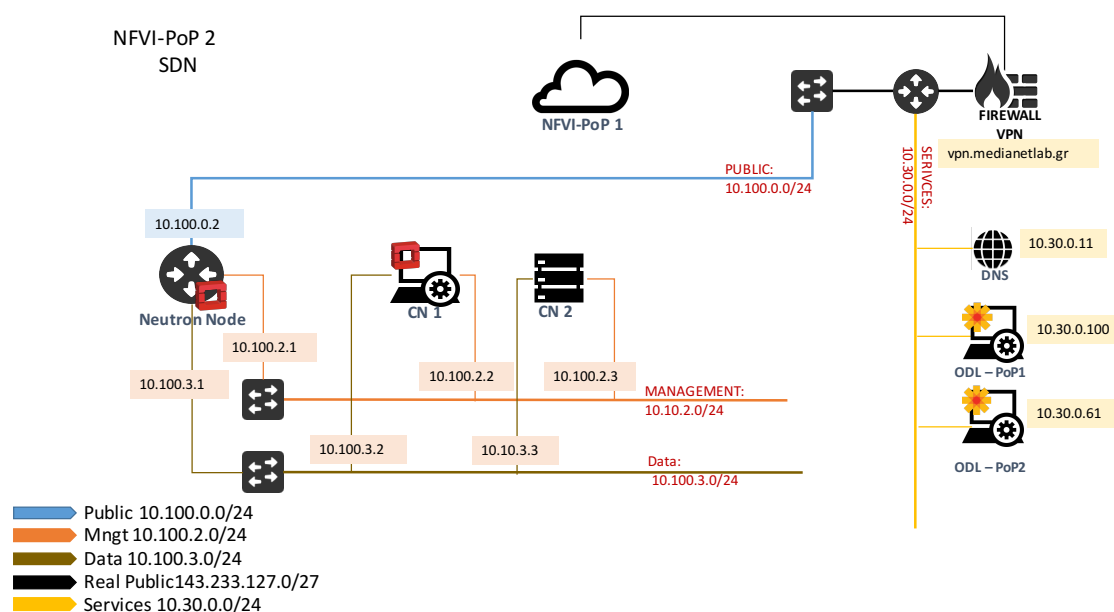 NFVI-PoP 2
SDN
NFVI-PoP 1
FIREWALL
VPN
vpn.medianetlab.gr
SERIVCES:
10.30.0.0/24
PUBLIC:
10.100.0.0/24
10.100.0.2
Neutron Node
CN 1
CN 2
DNS
10.30.0.11
10.30.0.100
ODL – PoP1
10.30.0.61
ODL – PoP2
10.100.2.1
10.100.3.1
10.100.2.2
10.100.2.3
MANAGEMENT:
10.10.2.0/24
10.100.3.2
10.10.3.3
Data:
10.100.3.0/24
Public 10.100.0.0/24
Mngt 10.100.2.0/24
Data 10.100.3.0/24
Real Public143.233.127.0/27
Services 10.30.0.0/24